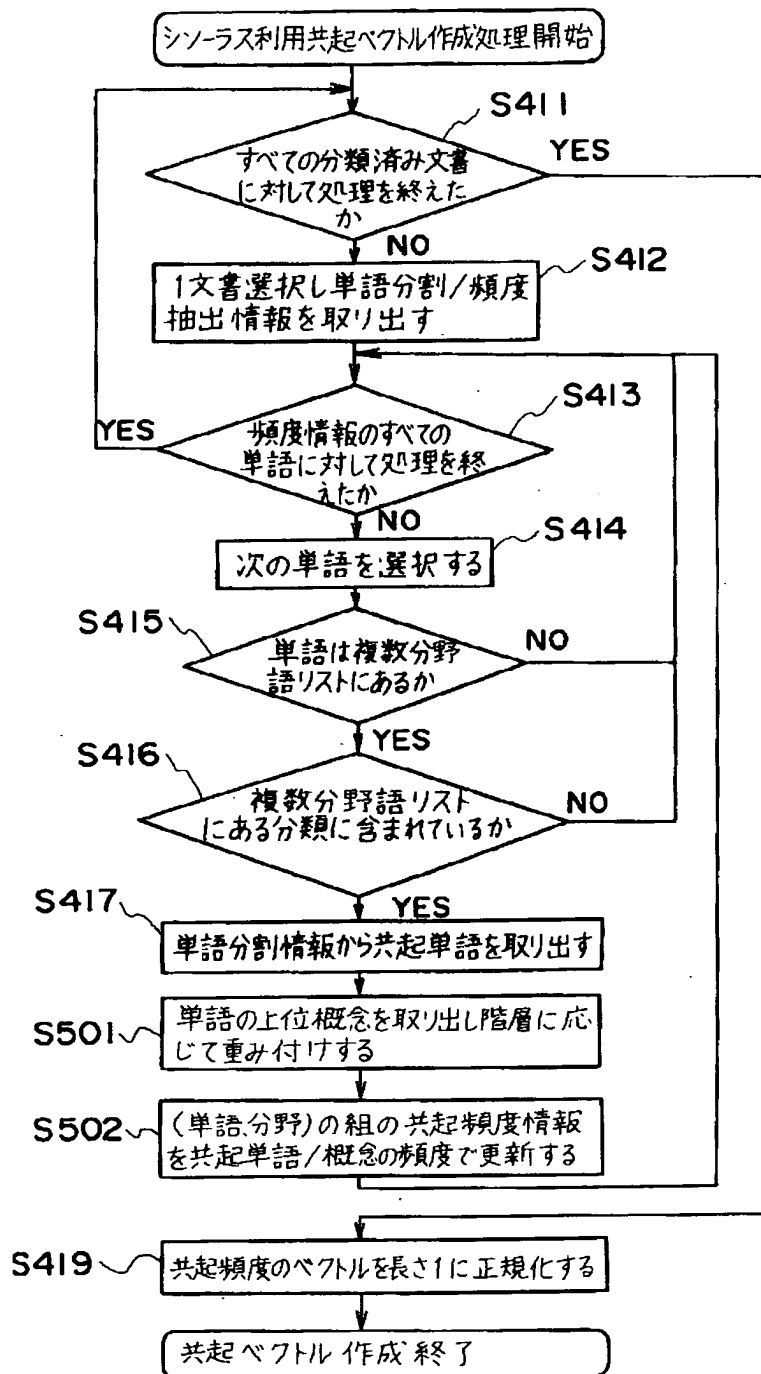 シソーラス利用共起ベクトル作成処理開始
S411
すべての分類済み文書
に対して処理を終えた
か
YES
NO
S412
1文書選択し単語分割/頻度
抽出情報を取り出す
S413
YES
頻度情報のすべての
単語に対して処理を終
えたか
NO
S414
次の単語を選択する
S415
NO
単語は複数分野
語リストにあるか
YES
S416
複数分野語リスト
にある分類に含まれているか
NO
YES
S417
単語分割情報から共起単語を取り出す
S501
単語の上位概念を取り出し階層に応
じて重み付けする
S502
(単語、分野)の組の共起頻度情報
を共起単語/概念の頻度で更新する
S419
共起頻度のベクトルを長さ1に正規化する
共起ベクトル作成終了